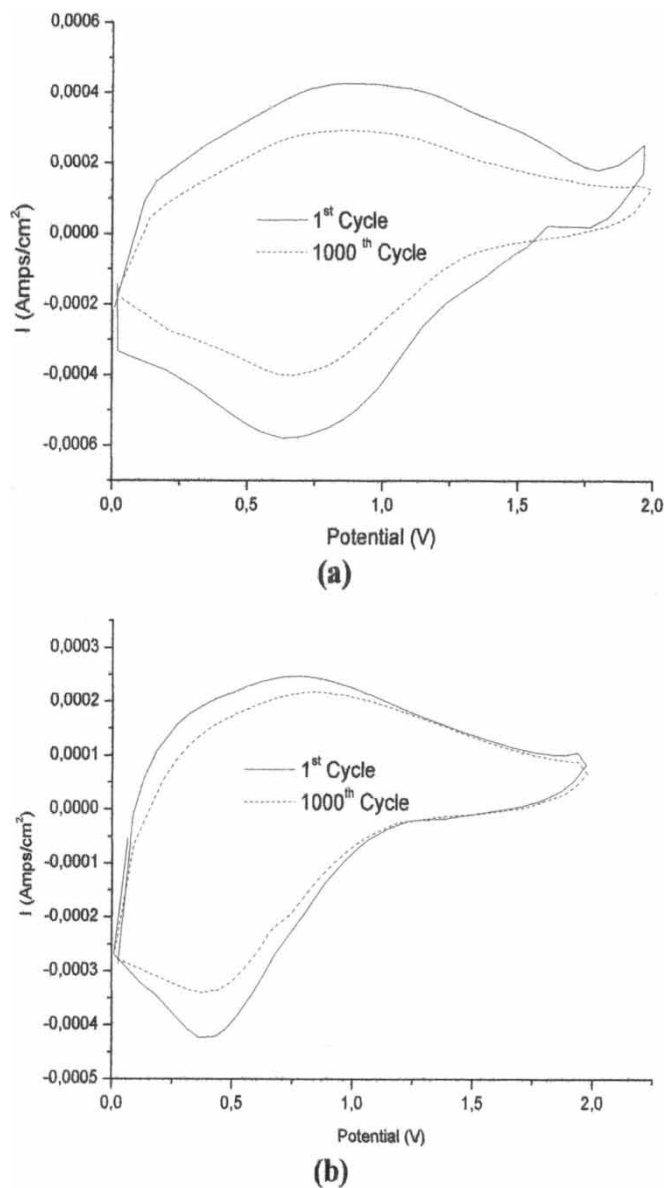 0,0006
0,0004
0,0002
0,0000
-0,0002
-0,0004
-0,0006
I (Amps/cm²)
1st Cycle
1000 th Cycle
0,0 0,5 1,0 1,5 2,0
Potential (V)
(a)
0,0003
0,0002
0,0001
0,0000
-0,0001
-0,0002
-0,0003
-0,0004
-0,0005
I (Amps/cm²)
1st Cycle
1000th Cycle
0,0 0,5 1,0 1,5 2,0
Potential (V)
(b)